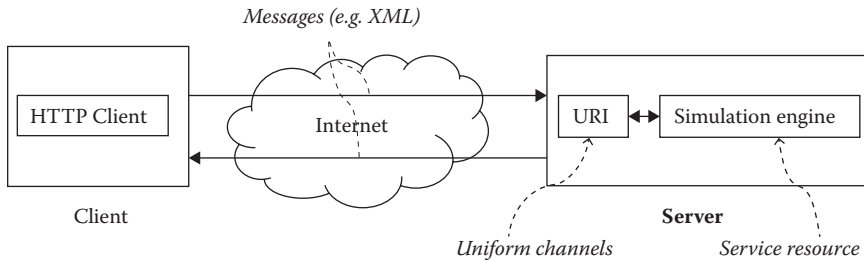 Messages (e.g. XML)
HTTP Client
Internet
URI
Simulation engine
Client
Server
Uniform channels
Service resource